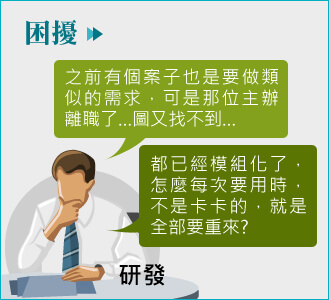 困擾
之前有個案子也是要做類
似的需求，可是那位主辦
離職了...圖又找不到...
都已經模組化了，
怎麼每次要用時，
不是卡卡的，就是
全部要重來?
研發